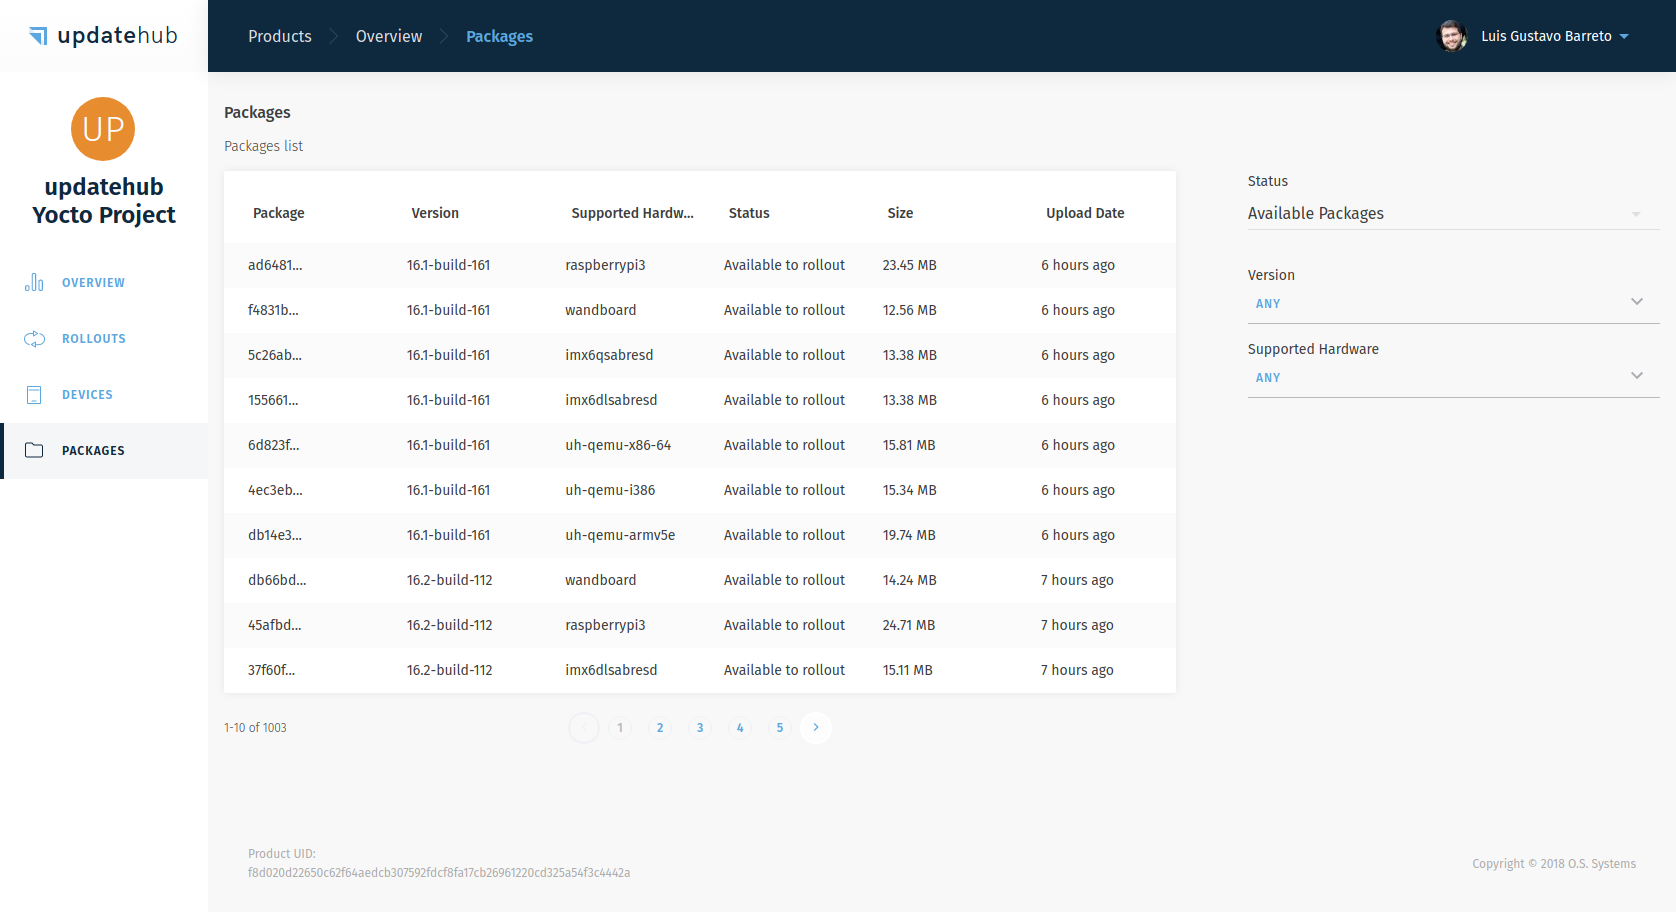 updatehub
Products Overview Packages
Luis Gustavo Barreto
UP
updatehub
Yocto Project
OVERVIEW
ROLLOUTS
DEVICES
PACKAGES
Packages
Packages list
Package Version Supported Hardw... Status Size Upload Date
ad6481... 16.1-build-161 raspberrypi3 Available to rollout 23.45 MB 6 hours ago
f4831b... 16.1-build-161 wandboard Available to rollout 12.56 MB 6 hours ago
5c26ab... 16.1-build-161 imx6qsabresd Available to rollout 13.38 MB 6 hours ago
155661... 16.1-build-161 imx6dlsabresd Available to rollout 13.38 MB 6 hours ago
6d823f... 16.1-build-161 uh-qemu-x86-64 Available to rollout 15.81 MB 6 hours ago
4ec3eb... 16.1-build-161 uh-qemu-i386 Available to rollout 15.34 MB 6 hours ago
db14e3... 16.1-build-161 uh-qemu-armv5e Available to rollout 19.74 MB 6 hours ago
db66bd... 16.2-build-112 wandboard Available to rollout 14.24 MB 7 hours ago
45afbd... 16.2-build-112 raspberrypi3 Available to rollout 24.71 MB 7 hours ago
37f60f... 16.2-build-112 imx6dlsabresd Available to rollout 15.11 MB 7 hours ago
1-10 of 1003
1 2 3 4 5
Status
Available Packages
Version
ANY
Supported Hardware
ANY
Product UID:
f8d020d22650c62f64aedcb307592fdcf8fa17cb26961220cd325a54f3c4442a
Copyright © 2018 O.S. Systems